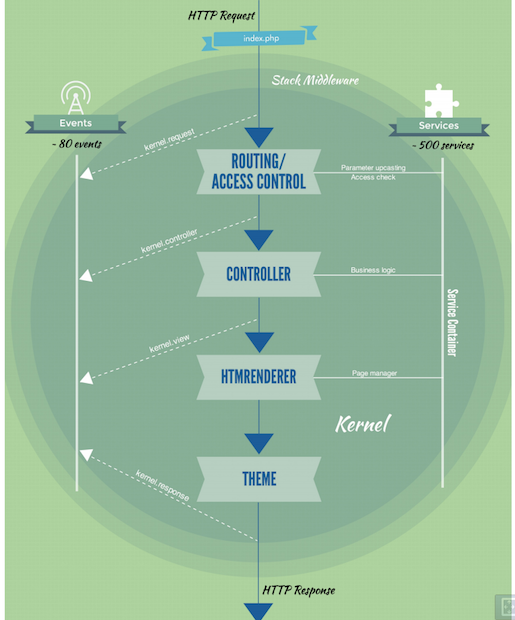 HTTP Request
index.php
Stack Middleware
Events
~ 80 events
Services
~ 500 services
kernel.request
ROUTING/
ACCESS CONTROL
Parameter upcasting
Access check
kernel.controller
CONTROLLER
Business logic
Service Container
kernel.view
HTMRENDERER
Page manager
Kernel
THEME
kernel.response
HTTP Response